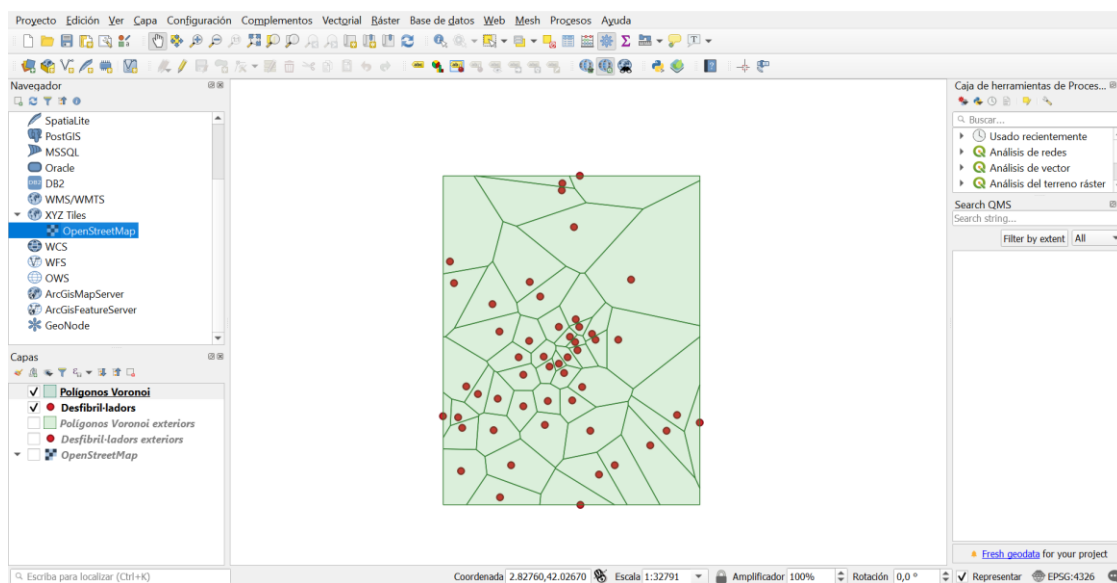 Proyecto Edición Ver Capa Configuración Complementos Vectorial Ráster Base de datos Web Mesh Procesos Ayuda
Navegador
SpatiaLite
PostGIS
MSSQL
Oracle
DB2
WMS/WMTS
XYZ Tiles
OpenStreetMap
WCS
WFS
OWS
ArcGisMapServer
ArcGisFeatureServer
GeoNode
Capas
Polígonos Voronoi
Desfibril·ladors
Polígonos Voronoi exteriors
Desfibril·ladors exteriors
OpenStreetMap
Caja de herramientas de Proces...
Buscar...
Usado recientemente
Análisis de redes
Análisis de vector
Análisis del terreno ráster
Search QMS
Search string...
Filter by extent All
Fresh geodata for your project
Escriba para localizar (Ctrl+K) Coordenada 2.82760,42.02670 Escala 1:32791 Amplificador 100% Rotación 0,0 ° Representar EPSG:4326